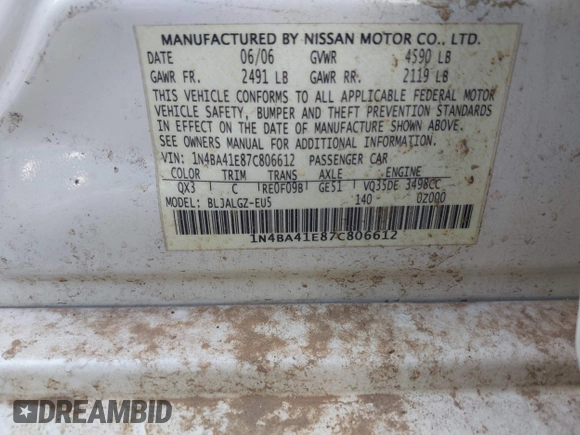 MANUFACTURED BY NISSAN MOTOR CO., LTD.
DATE 06/06 GVWR 4590 LB
GAWR FR. 2491 LB GAWR RR. 2119 LB
THIS VEHICLE CONFORMS TO ALL APPLICABLE FEDERAL MOTOR
VEHICLE SAFETY, BUMPER AND THEFT PREVENTION STANDARDS
IN EFFECT ON THE DATE OF MANUFACTURE SHOWN ABOVE.
SEE OWNERS MANUAL FOR ADDITIONAL INFORMATION.
VIN: 1N4BA41E87C806612 PASSENGER CAR
COLOR TRIM TRANS AXLE ENGINE
QX3 C RE0F09B GE51 VQ35DE 3498CC
MODEL: BLJALGZ-EU5 140 0Z000
1N4BA41E87C806612
DREAMBID